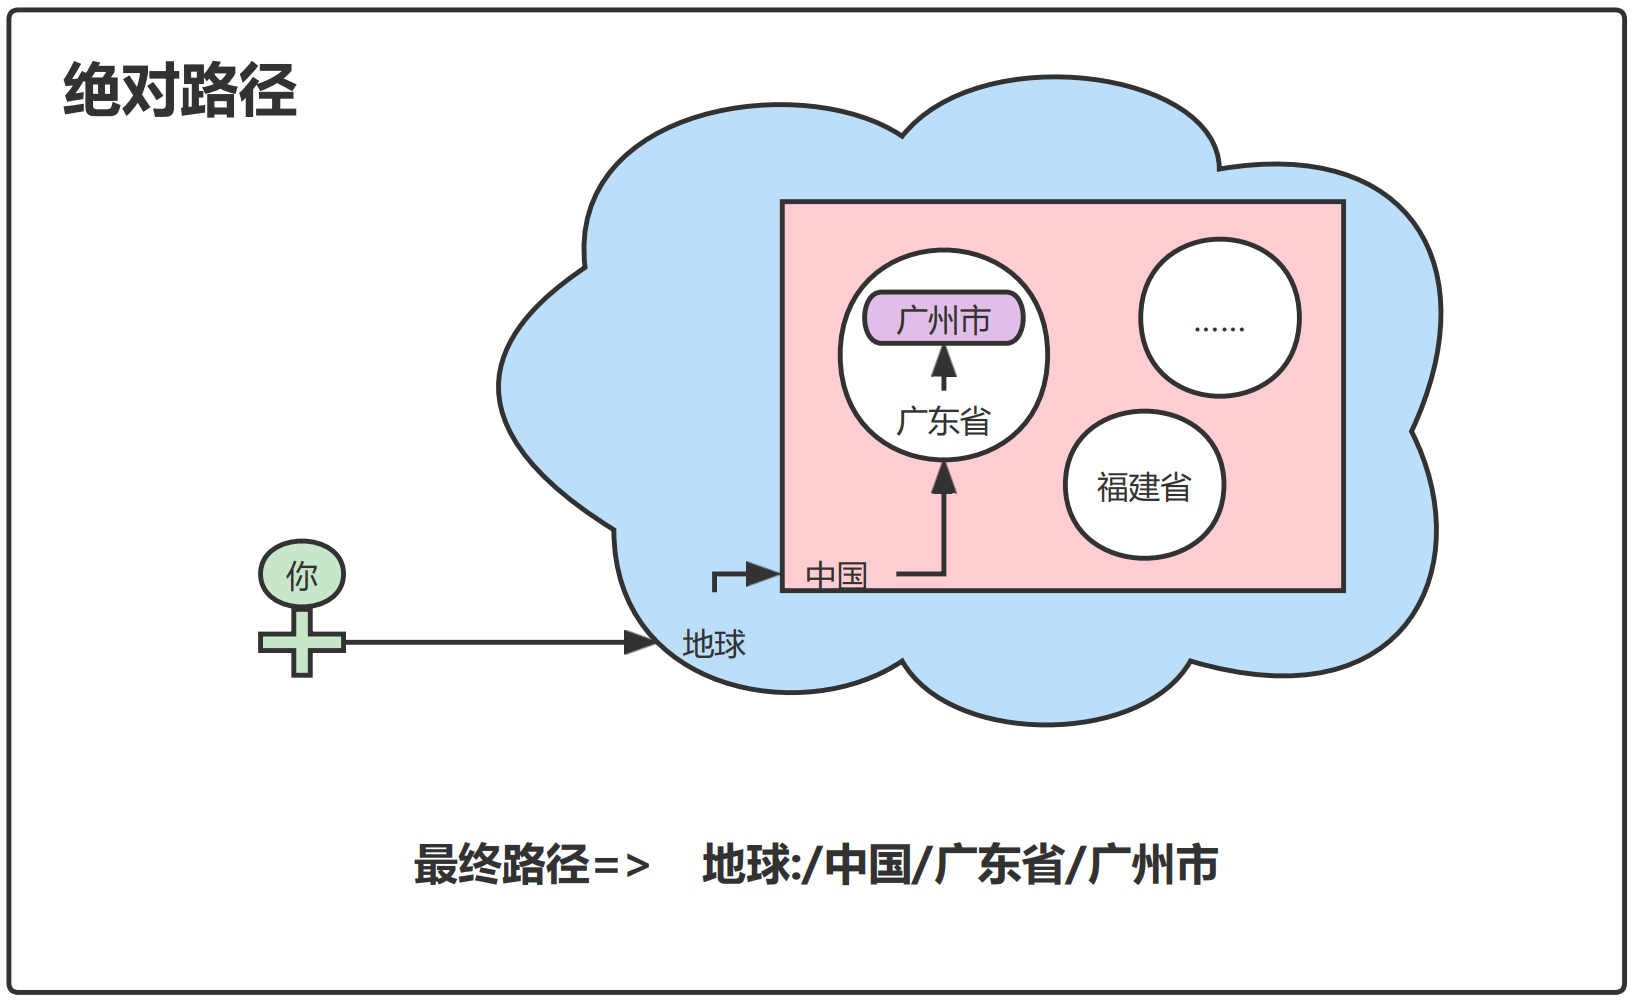 绝对路径
广州市
……
广东省
福建省
你
中国
地球
最终路径=> 地球:/中国/广东省/广州市